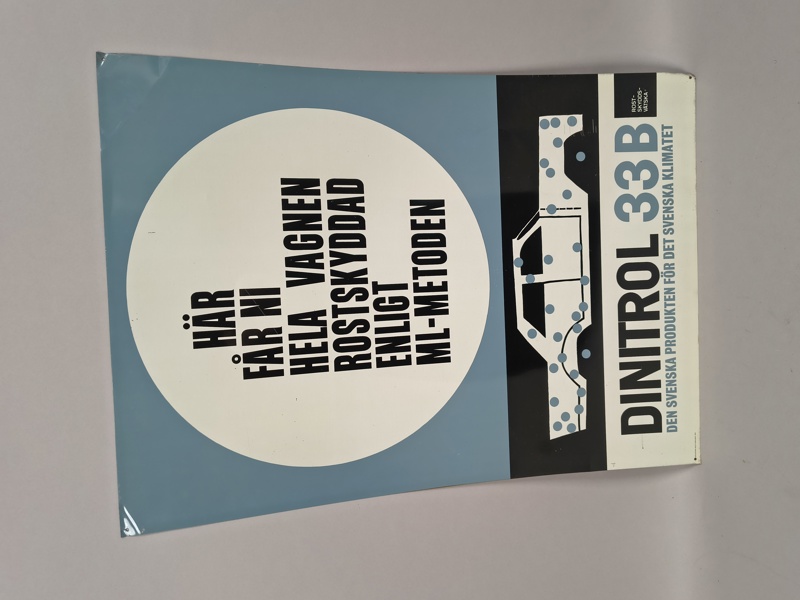 HÄR
FÅR NI
HELA VAGNEN
ROSTSKYDDAD
ENLIGT
ML-METODEN
DINITROL 33B
ROST-
SKYDDS-
VÄTSKA
DEN SVENSKA PRODUKTEN FÖR DET SVENSKA KLIMATET